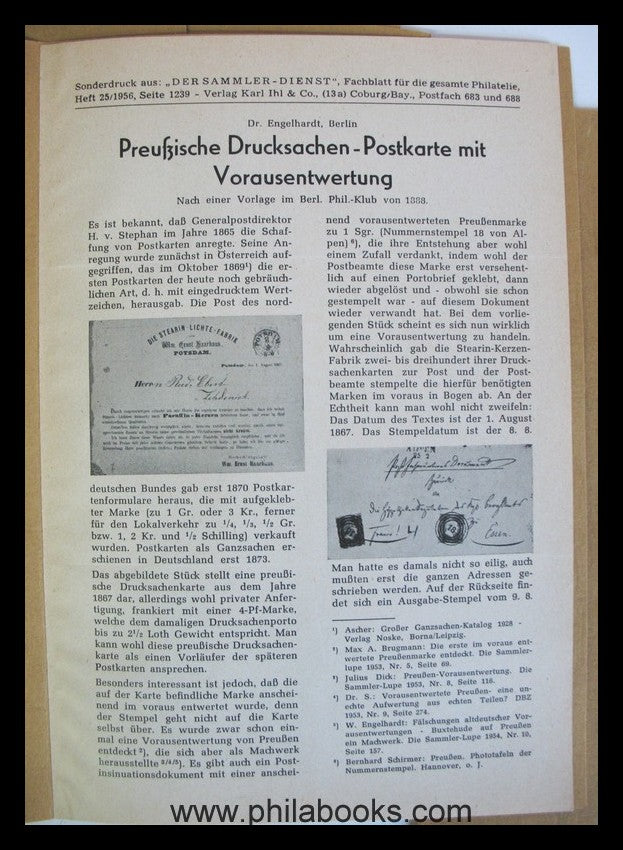 Sonderdruck aus: „DER SAMMLER-DIENST", Fachblatt für die gesamte Philatelie,
Heft 25/1956, Seite 1239 - Verlag Karl Ihl & Co., (13a) Coburg/Bay., Postfach 683 und 688
Dr. Engelhardt, Berlin
Preußische Drucksachen-Postkarte mit
Vorausentwertung
Nach einer Vorlage im Berl. Phil.-Klub von 1888.
Es ist bekannt, daß Generalpostdirektor
H. v. Stephan im Jahre 1865 die Schaf-
fung von Postkarten anregte. Seine An-
regung wurde zunächst in Österreich auf-
gegriffen, das im Oktober 1869¹) die er-
sten Postkarten der heute noch gebräuch-
lichen Art, d. h. mit eingedrucktem Wert-
zeichen, herausgab. Die Post des nord-
DIE STEARIN-LICHTE-FABRIK
von
Wm. Ernst Haarhaus,
POTSDAM.
POTSDAM
Potsdam, den 1. August 1867.
Herrn
Paraffin-Kerzen
Wm. Ernst Haarhaus.
deutschen Bundes gab erst 1870 Postkar-
tenformulare heraus, die mit aufgekleb-
ter Marke (zu 1 Gr. oder 3 Kr., ferner
für den Lokalverkehr zu ¹/₄, ¹/₃, ¹/₂ Gr.
bzw. 1, 2 Kr. und ¹/₂ Schilling) verkauft
wurden. Postkarten als Ganzsachen er-
schienen in Deutschland erst 1873.
Das abgebildete Stück stellt eine preußi-
sche Drucksachenkarte aus dem Jahre
1867 dar, allerdings wohl privater Anfer-
tigung, frankiert mit einer 4-Pf-Marke,
welche dem damaligen Drucksachenporto
bis zu 2¹/₂ Loth Gewicht entspricht. Man
kann wohl diese preußische Drucksachen-
karte als einen Vorläufer der späteren
Postkarten ansprechen.
Besonders interessant ist jedoch, daß die
auf der Karte befindliche Marke anschei-
nend im voraus entwertet wurde, denn
der Stempel geht nicht auf die Karte
selbst über. Es wurde zwar schon ein-
mal eine Vorausentwertung von Preußen
entdeckt²), die sich aber als Machwerk
herausstellte³/⁴/⁵). Es gibt auch ein Post-
insinuationsdokument mit einer anschei-
nend vorausentwerteten Preußenmarke
zu 1 Sgr. (Nummernstempel 18 von Al-
pen)⁶), die ihre Entstehung aber wohl
einem Zufall verdankt, indem wohl der
Postbeamte diese Marke erst versehent-
lich auf einen Portobrief geklebt, dann
wieder abgelöst und - obwohl sie schon
gestempelt war - auf diesem Dokument
wieder verwandt hat. Bei dem vorlie-
genden Stück scheint es sich nun wirklich
um eine Vorausentwertung zu handeln.
Wahrscheinlich gab die Stearin-Kerzen-
Fabrik zwei- bis dreihundert ihrer Druck-
sachenkarten zur Post und der Post-
beamte stempelte die hierfür benötigten
Marken im voraus in Bogen ab. An der
Echtheit kann man wohl nicht zweifeln:
Das Datum des Textes ist der 1. August
1867. Das Stempeldatum ist der 8. 8.
Essen
Man hatte es damals nicht so eilig, auch
mußten erst die ganzen Adressen ge-
schrieben werden. Auf der Rückseite fin-
det sich ein Ausgabe-Stempel vom 9. 8.
¹) Ascher: Großer Ganzsachen-Katalog 1928 -
Verlag Noske, Borna/Leipzig.
²) Max A. Brugmann: Die erste im voraus ent-
wertete Preußenmarke entdeckt. Die Sammler-
lupe 1953, Nr. 5, Seite 69.
³) Julius Dick: Preußen-Vorausentwertung. Die
Sammler-Lupe 1953, Nr. 8, Seite 116.
⁴) Dr. S.: Vorausentwertete Preußen- eine un-
echte Aufwertung aus echten Teilen? DBZ
1953, Nr. 9, Seite 274.
⁵) W. Engelhardt: Fälschungen altdeutscher Vor-
ausentwertungen - Buxtehude auf Preußen
ein Machwerk. Die Sammler-Lupe 1954, Nr. 10,
Seite 157.
⁶) Bernhard Schirmer: Preußen. Phototafeln der
Nummernstempel. Hannover, o. J.
www.philabooks.com